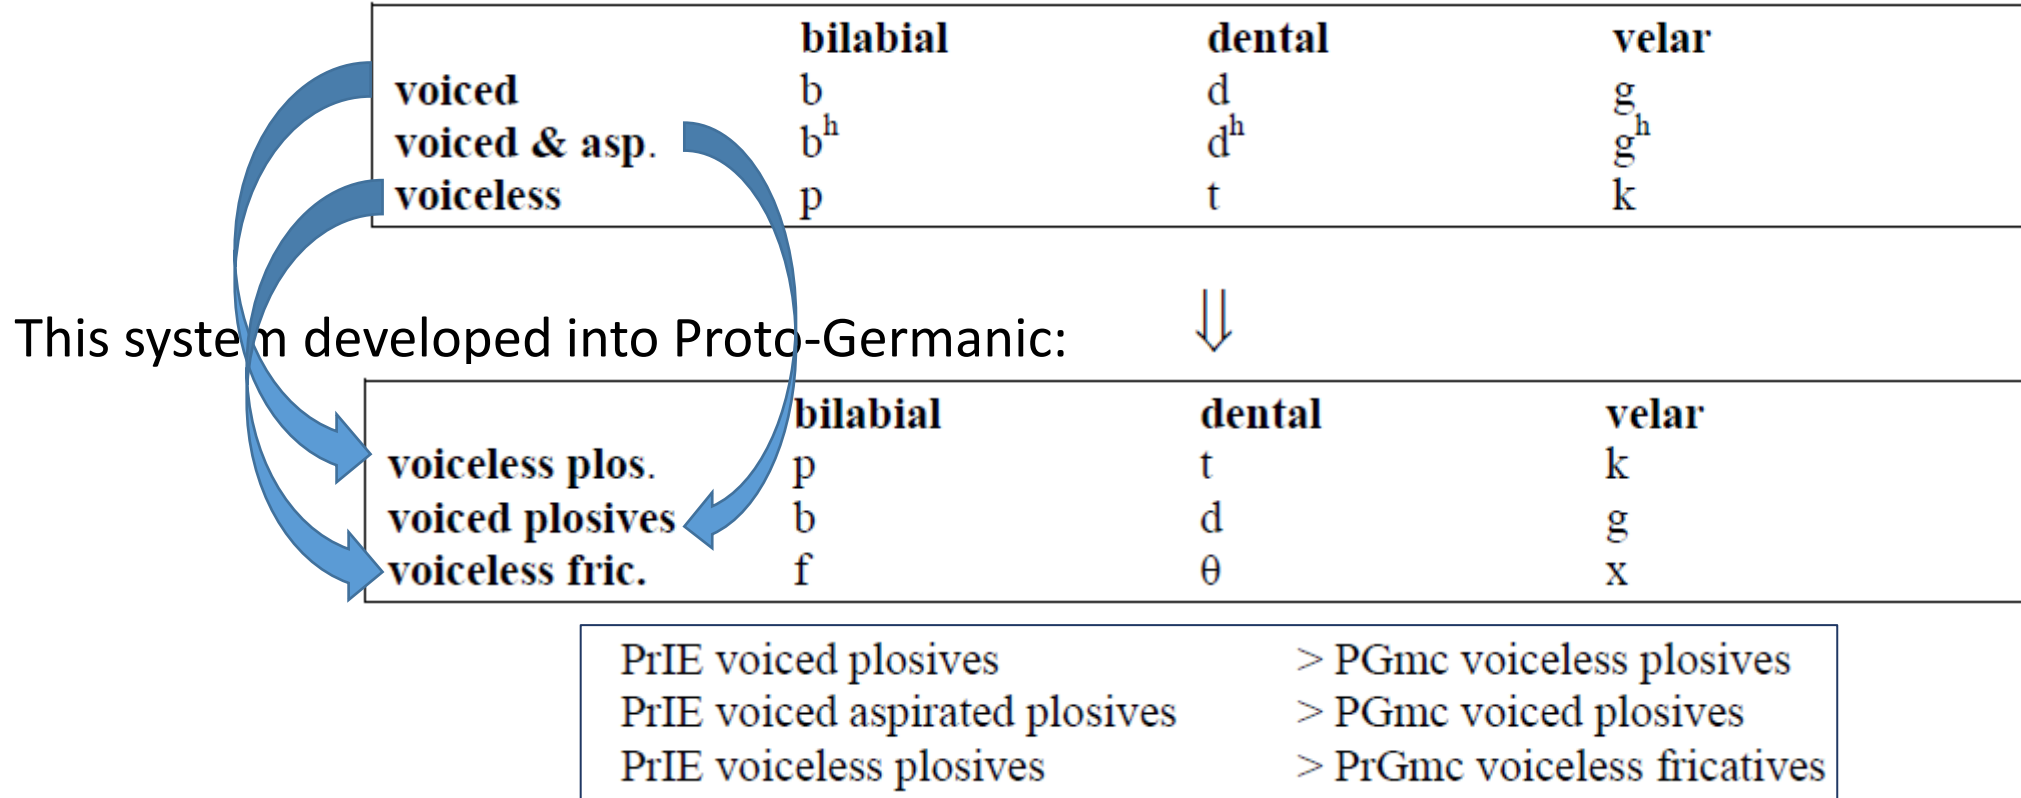 bilabial dental velar
voiced b d g
voiced & asp. bʰ dʰ gʰ
voiceless p t k
⇓
This system developed into Proto-Germanic:
bilabial dental velar
voiceless plos. p t k
voiced plosives b d g
voiceless fric. f θ x
PrIE voiced plosives > PGmc voiceless plosives
PrIE voiced aspirated plosives > PGmc voiced plosives
PrIE voiceless plosives > PrGmc voiceless fricatives